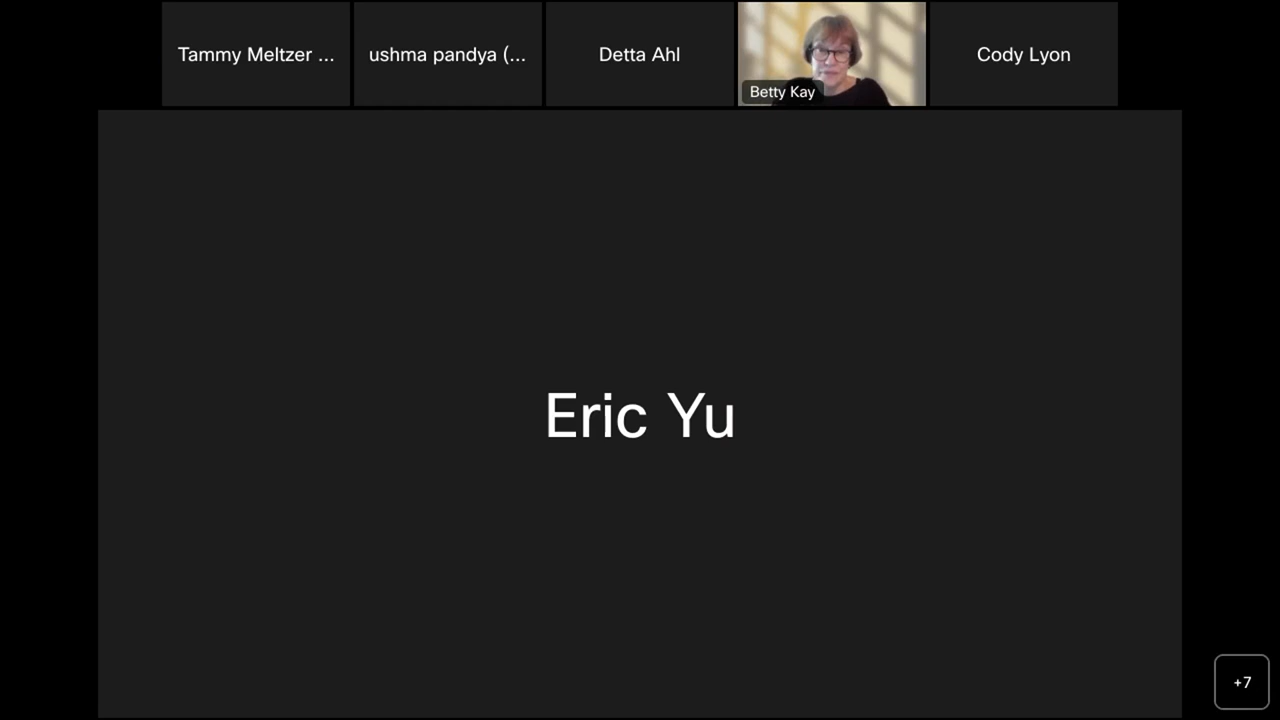 Tammy Meltzer ...
ushma pandya (...
Detta Ahl
Betty Kay
Cody Lyon
Eric Yu
+7